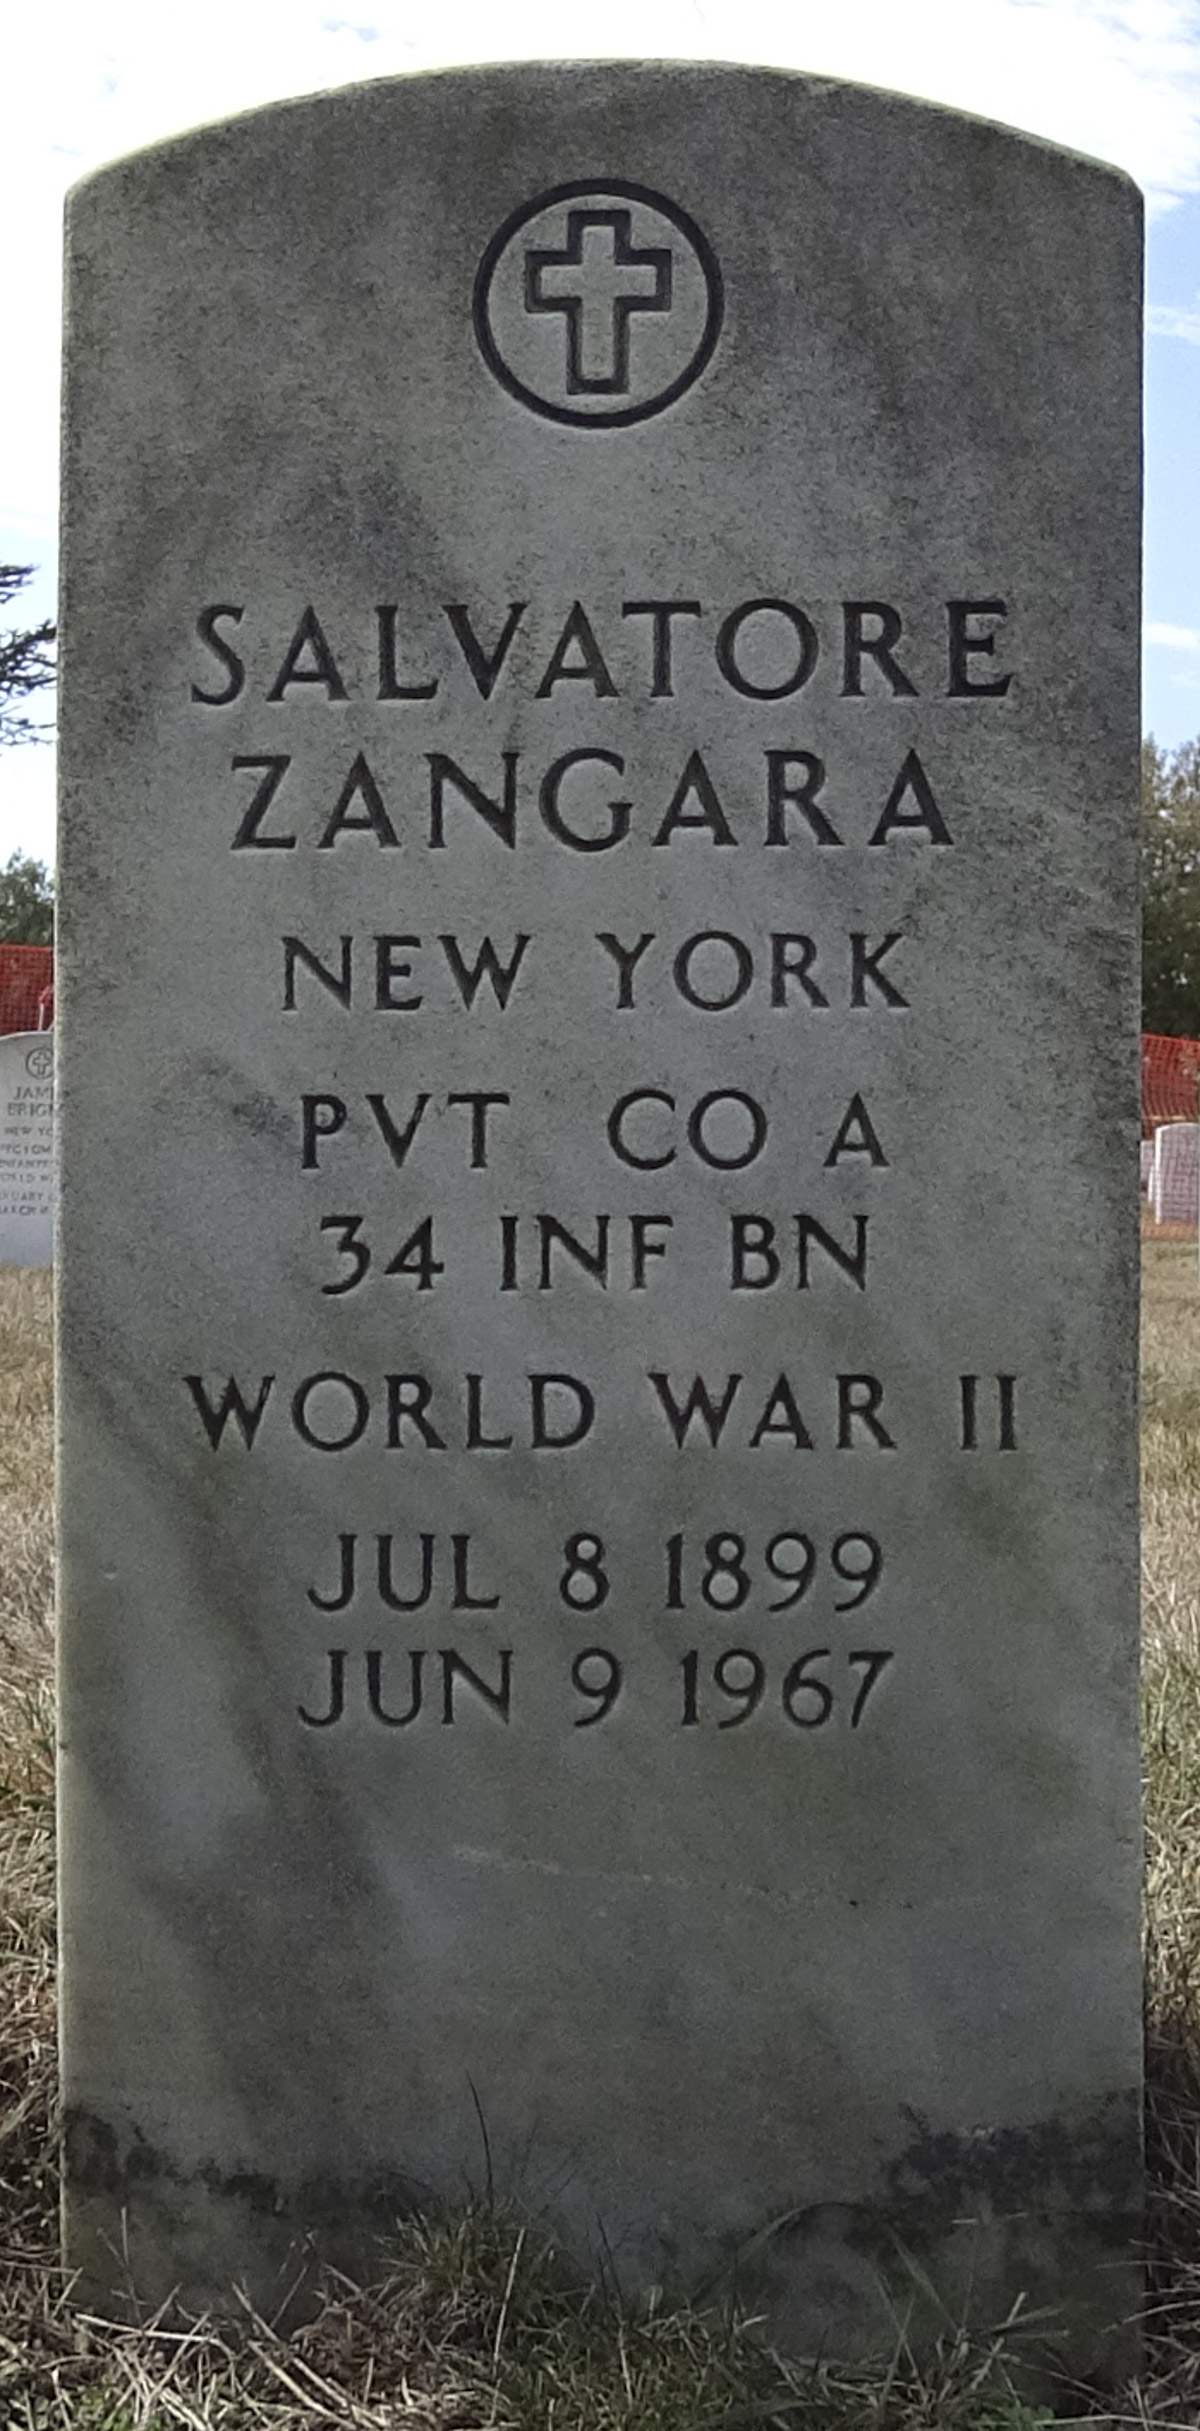 SALVATORE
ZANGARA
NEW YORK
PVT CO A
34 INF BN
WORLD WAR II
JUL 8 1899
JUN 9 1967